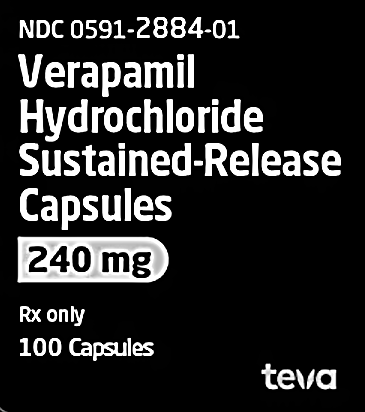 NDC 0591-2884-01
Verapamil
Hydrochloride
Sustained-Release
Capsules
240 mg
Rx only
100 Capsules
teva